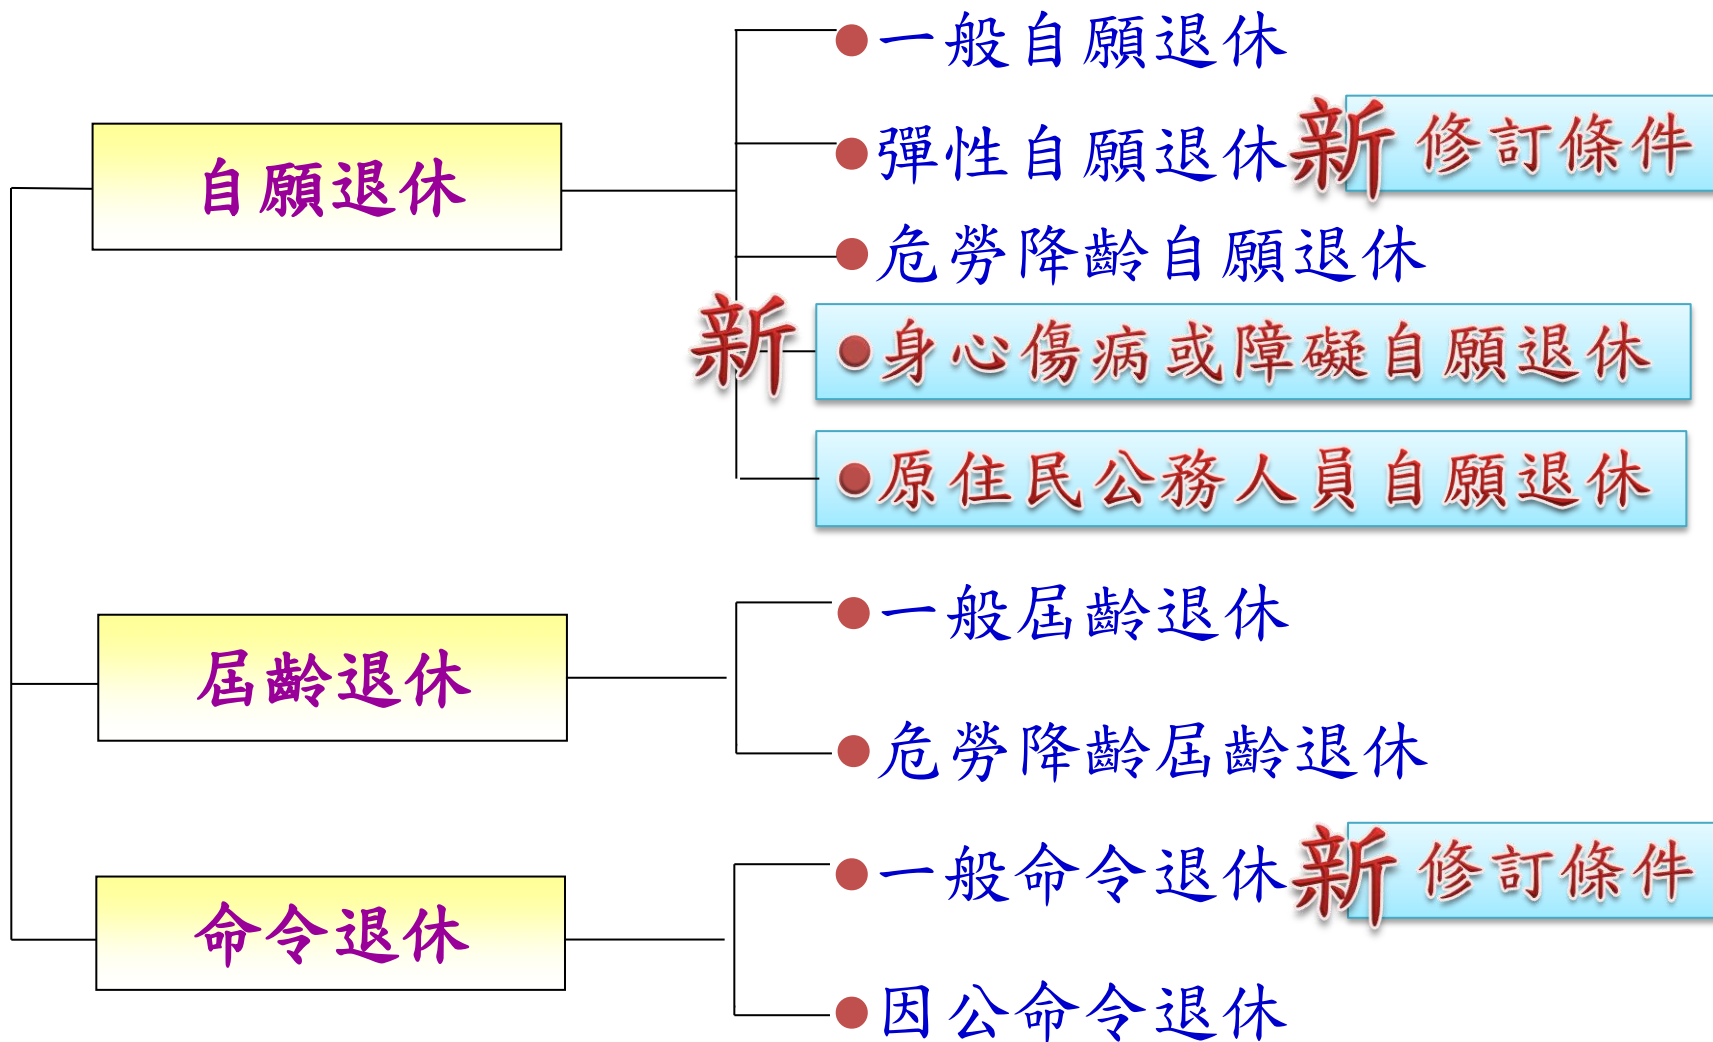 自願退休
一般自願退休
彈性自願退休 新 修訂條件
危勞降齡自願退休
新 身心傷病或障礙自願退休
原住民公務人員自願退休
屆齡退休
一般屆齡退休
危勞降齡屆齡退休
命令退休
一般命令退休 新 修訂條件
因公命令退休